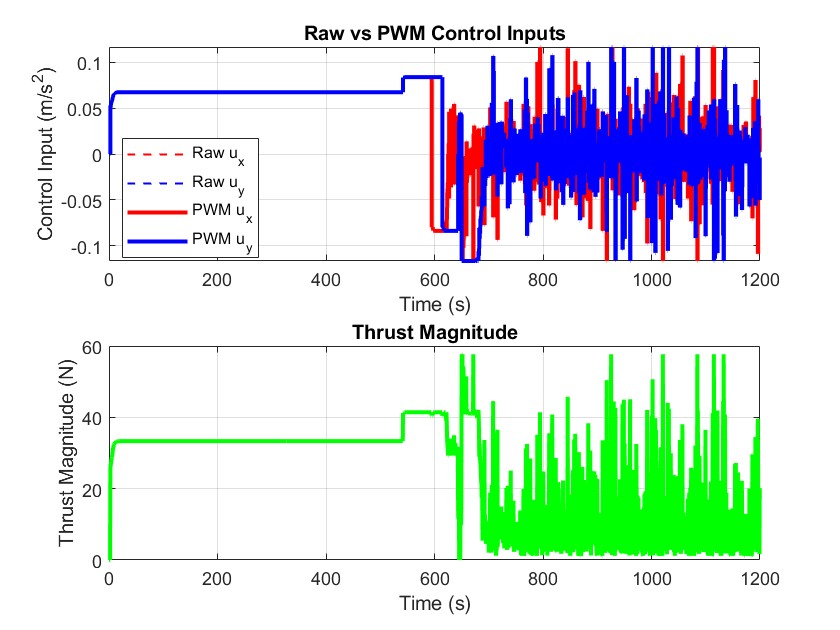 Raw vs PWM Control Inputs
Control Input (m/s²)
0.1
0.05
0
-0.05
-0.1
Raw uₓ
Raw u_y
PWM uₓ
PWM u_y
0 200 400 600 800 1000 1200
Time (s)
Thrust Magnitude
Thrust Magnitude (N)
60
40
20
0
0 200 400 600 800 1000 1200
Time (s)